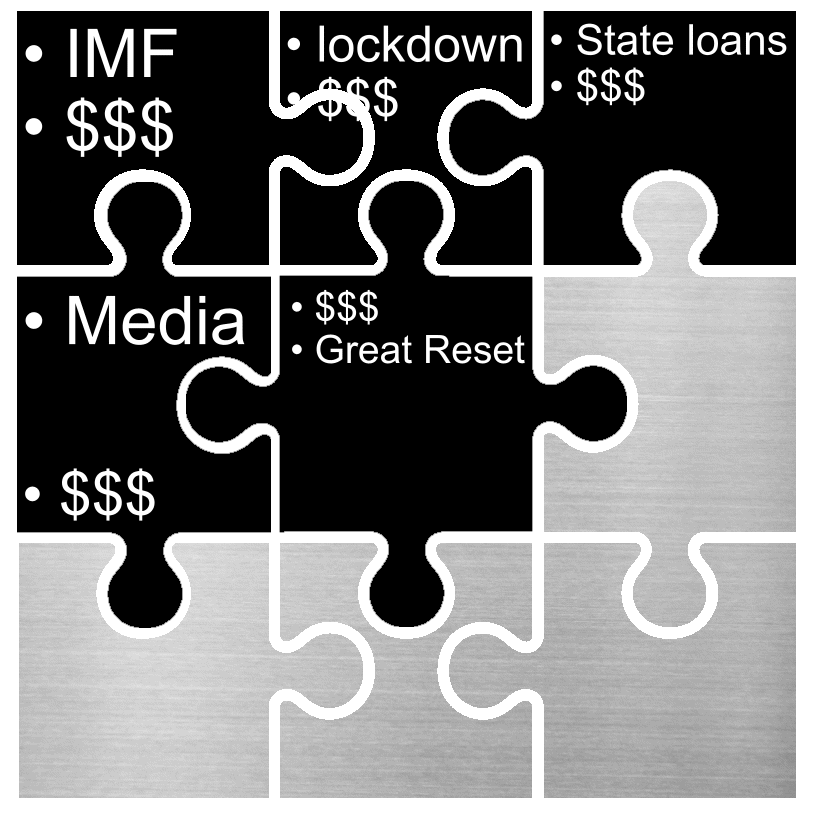 • IMF
• $$$
• lockdown
• $$$
• State loans
• $$$
• Media
• $$$
• $$$
• Great Reset